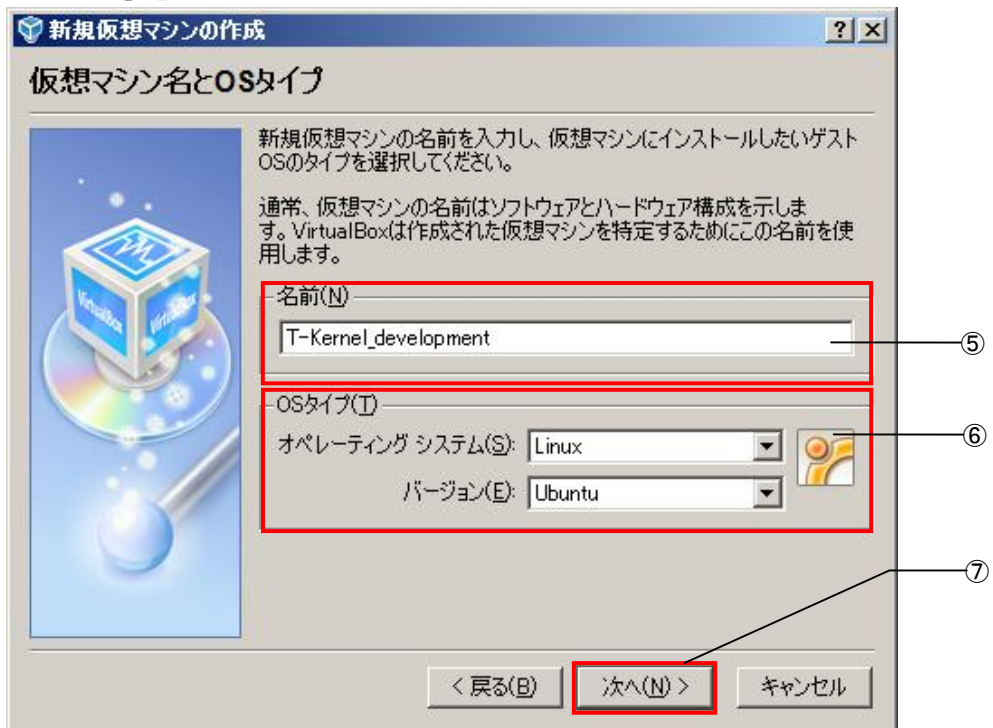 新規仮想マシンの作成
仮想マシン名とOSタイプ
新規仮想マシンの名前を入力し、仮想マシンにインストールしたいゲスト
OSのタイプを選択してください。
通常、仮想マシンの名前はソフトウェアとハードウェア構成を示しま
す。VirtualBoxは作成された仮想マシンを特定するためにこの名前を使
用します。
VirtualBox
VirtualBox
名前(N)
T-Kernel_development
⑤
OSタイプ(T)
オペレーティング システム(S): Linux
⑥
バージョン(E): Ubuntu
⑦
< 戻る(B) 次へ(N) > キャンセル